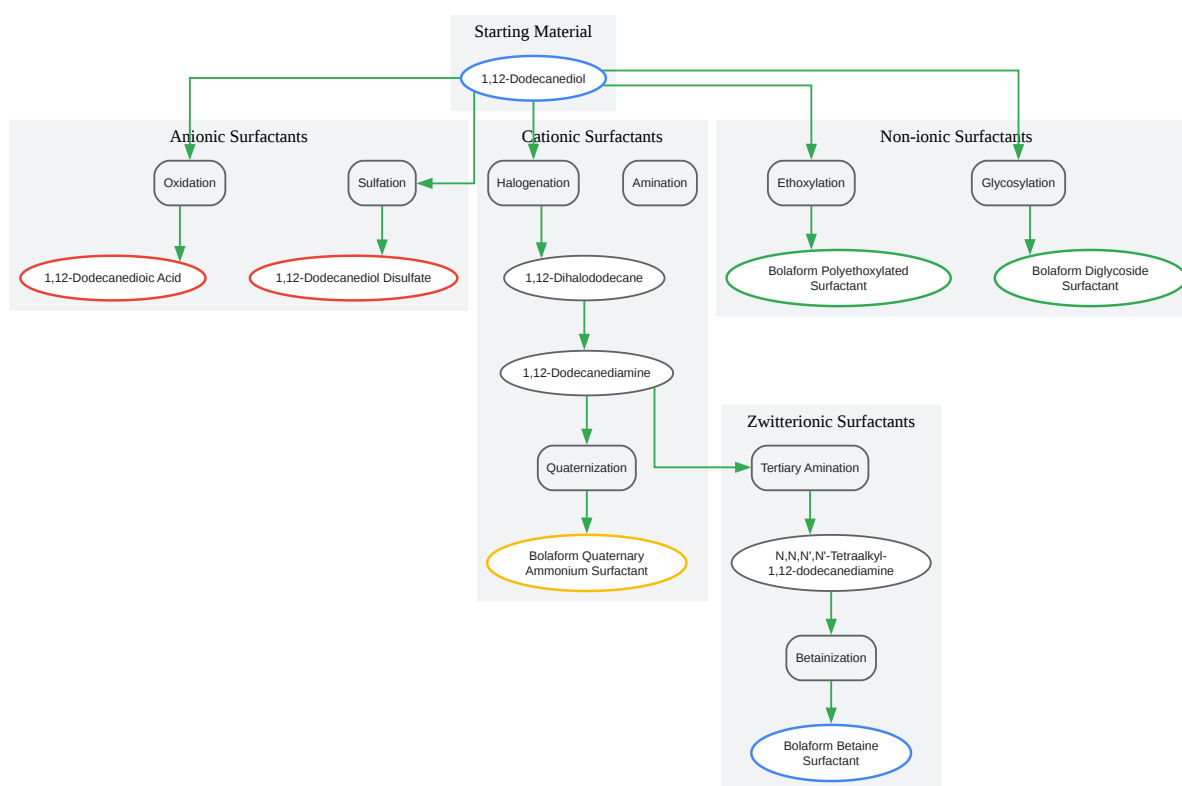 Starting Material
1,12-Dodecanediol
Anionic Surfactants
Cationic Surfactants
Non-ionic Surfactants
Oxidation
Sulfation
Halogenation
Amination
Ethoxylation
Glycosylation
1,12-Dodecanedioic Acid
1,12-Dodecanediol Disulfate
1,12-Dihalododecane
Bolaform Polyethoxylated
Surfactant
Bolaform Diglycoside
Surfactant
1,12-Dodecanediamine
Zwitterionic Surfactants
Quaternization
Tertiary Amination
Bolaform Quaternary
Ammonium Surfactant
N,N,N',N'-Tetraalkyl-
1,12-dodecanediamine
Betainization
Bolaform Betaine
Surfactant